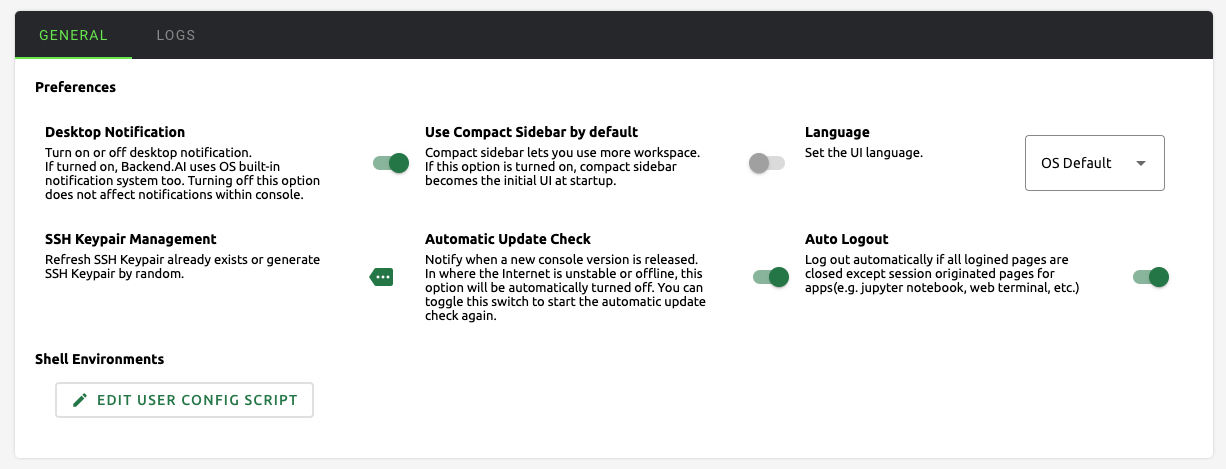 GENERAL
LOGS
Preferences
Desktop Notification
Turn on or off desktop notification.
If turned on, Backend.AI uses OS built-in
notification system too. Turning off this option
does not affect notifications within console.
Use Compact Sidebar by default
Compact sidebar lets you use more workspace.
If this option is turned on, compact sidebar
becomes the initial UI at startup.
Language
Set the UI language.
OS Default
SSH Keypair Management
Refresh SSH Keypair already exists or generate
SSH Keypair by random.
Automatic Update Check
Notify when a new console version is released.
In where the Internet is unstable or offline, this
option will be automatically turned off. You can
toggle this switch to start the automatic update
check again.
Auto Logout
Log out automatically if all logined pages are
closed except session originated pages for
apps(e.g. jupyter notebook, web terminal, etc.)
Shell Environments
EDIT USER CONFIG SCRIPT